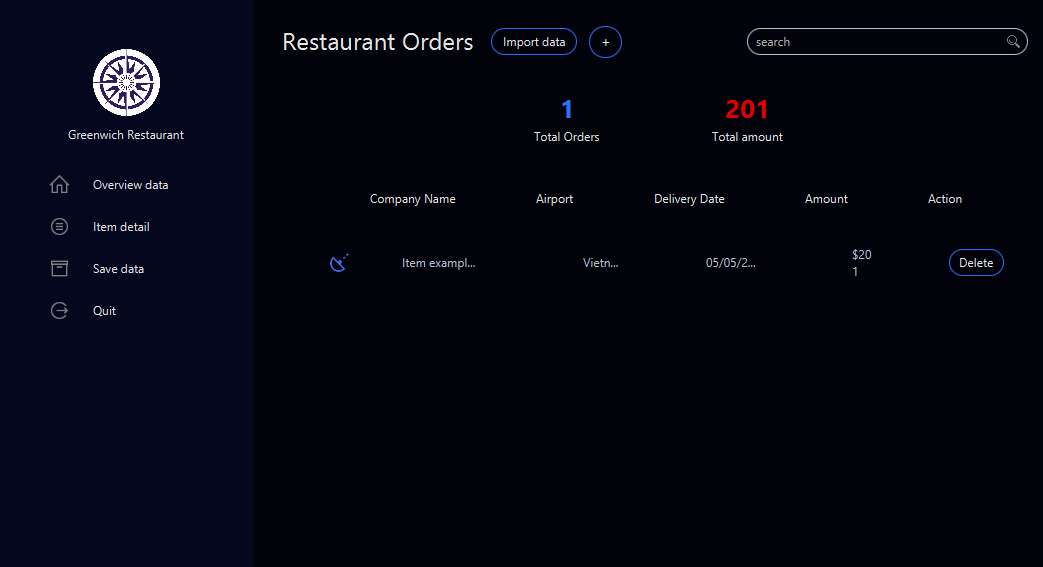 Restaurant Orders
Import data
+
search
Greenwich Restaurant
Overview data
Item detail
Save data
Quit
1
Total Orders
201
Total amount
Company Name Airport Delivery Date Amount Action
Item exampl... Vietn... 05/05/2... $20 Delete
1